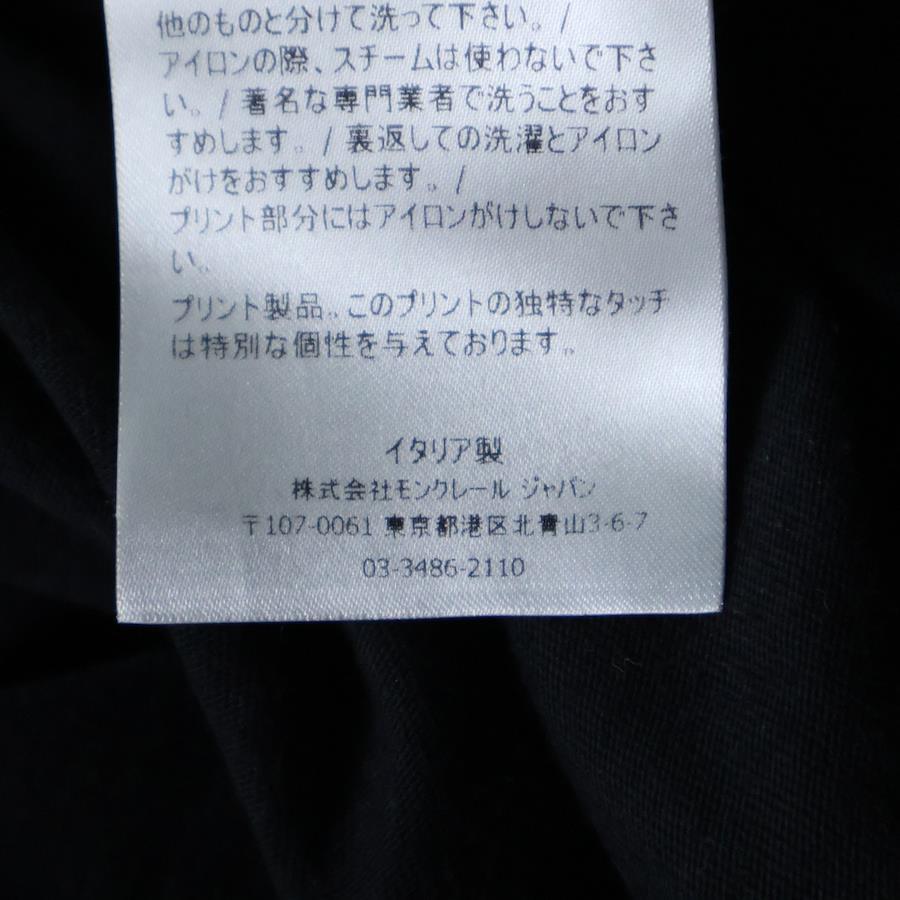 他のものと分けて洗って下さい。/
アイロンの際、スチームは使わないで下さ
い。/ 著名な専門業者で洗うことをおす
すめします。/ 裏返しての洗濯とアイロン
がけをおすすめします。/
プリント部分にはアイロンがけしないで下さ
い。
プリント製品。このプリントの独特なタッチ
は特別な個性を与えております。
イタリア製
株式会社モンクレール ジャパン
〒107-0061 東京都港区北青山3-6-7
03-3486-2110